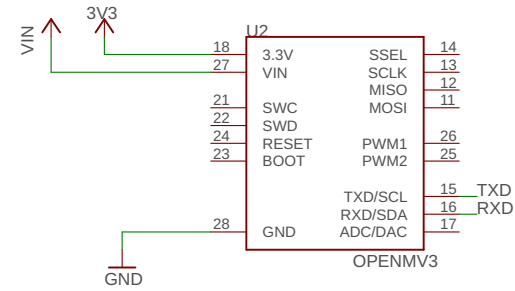 3V3
VIN
U2
18 3.3V SSEL 14
27 VIN SCLK 13
MISO 12
21 SWC MOSI 11
22 SWD
24 RESET PWM1 26
23 BOOT PWM2 25
TXD/SCL 15 TXD
RXD/SDA 16 RXD
28 GND ADC/DAC 17
OPENMV3
GND